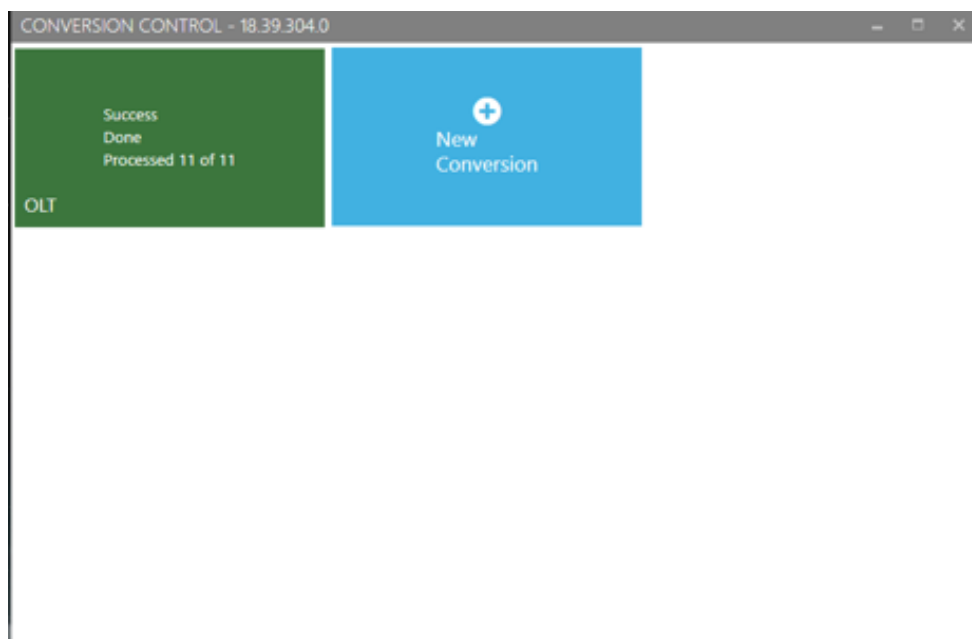 CONVERSION CONTROL - 18.39.304.0
Success
Done
Processed 11 of 11
OLT
New
Conversion